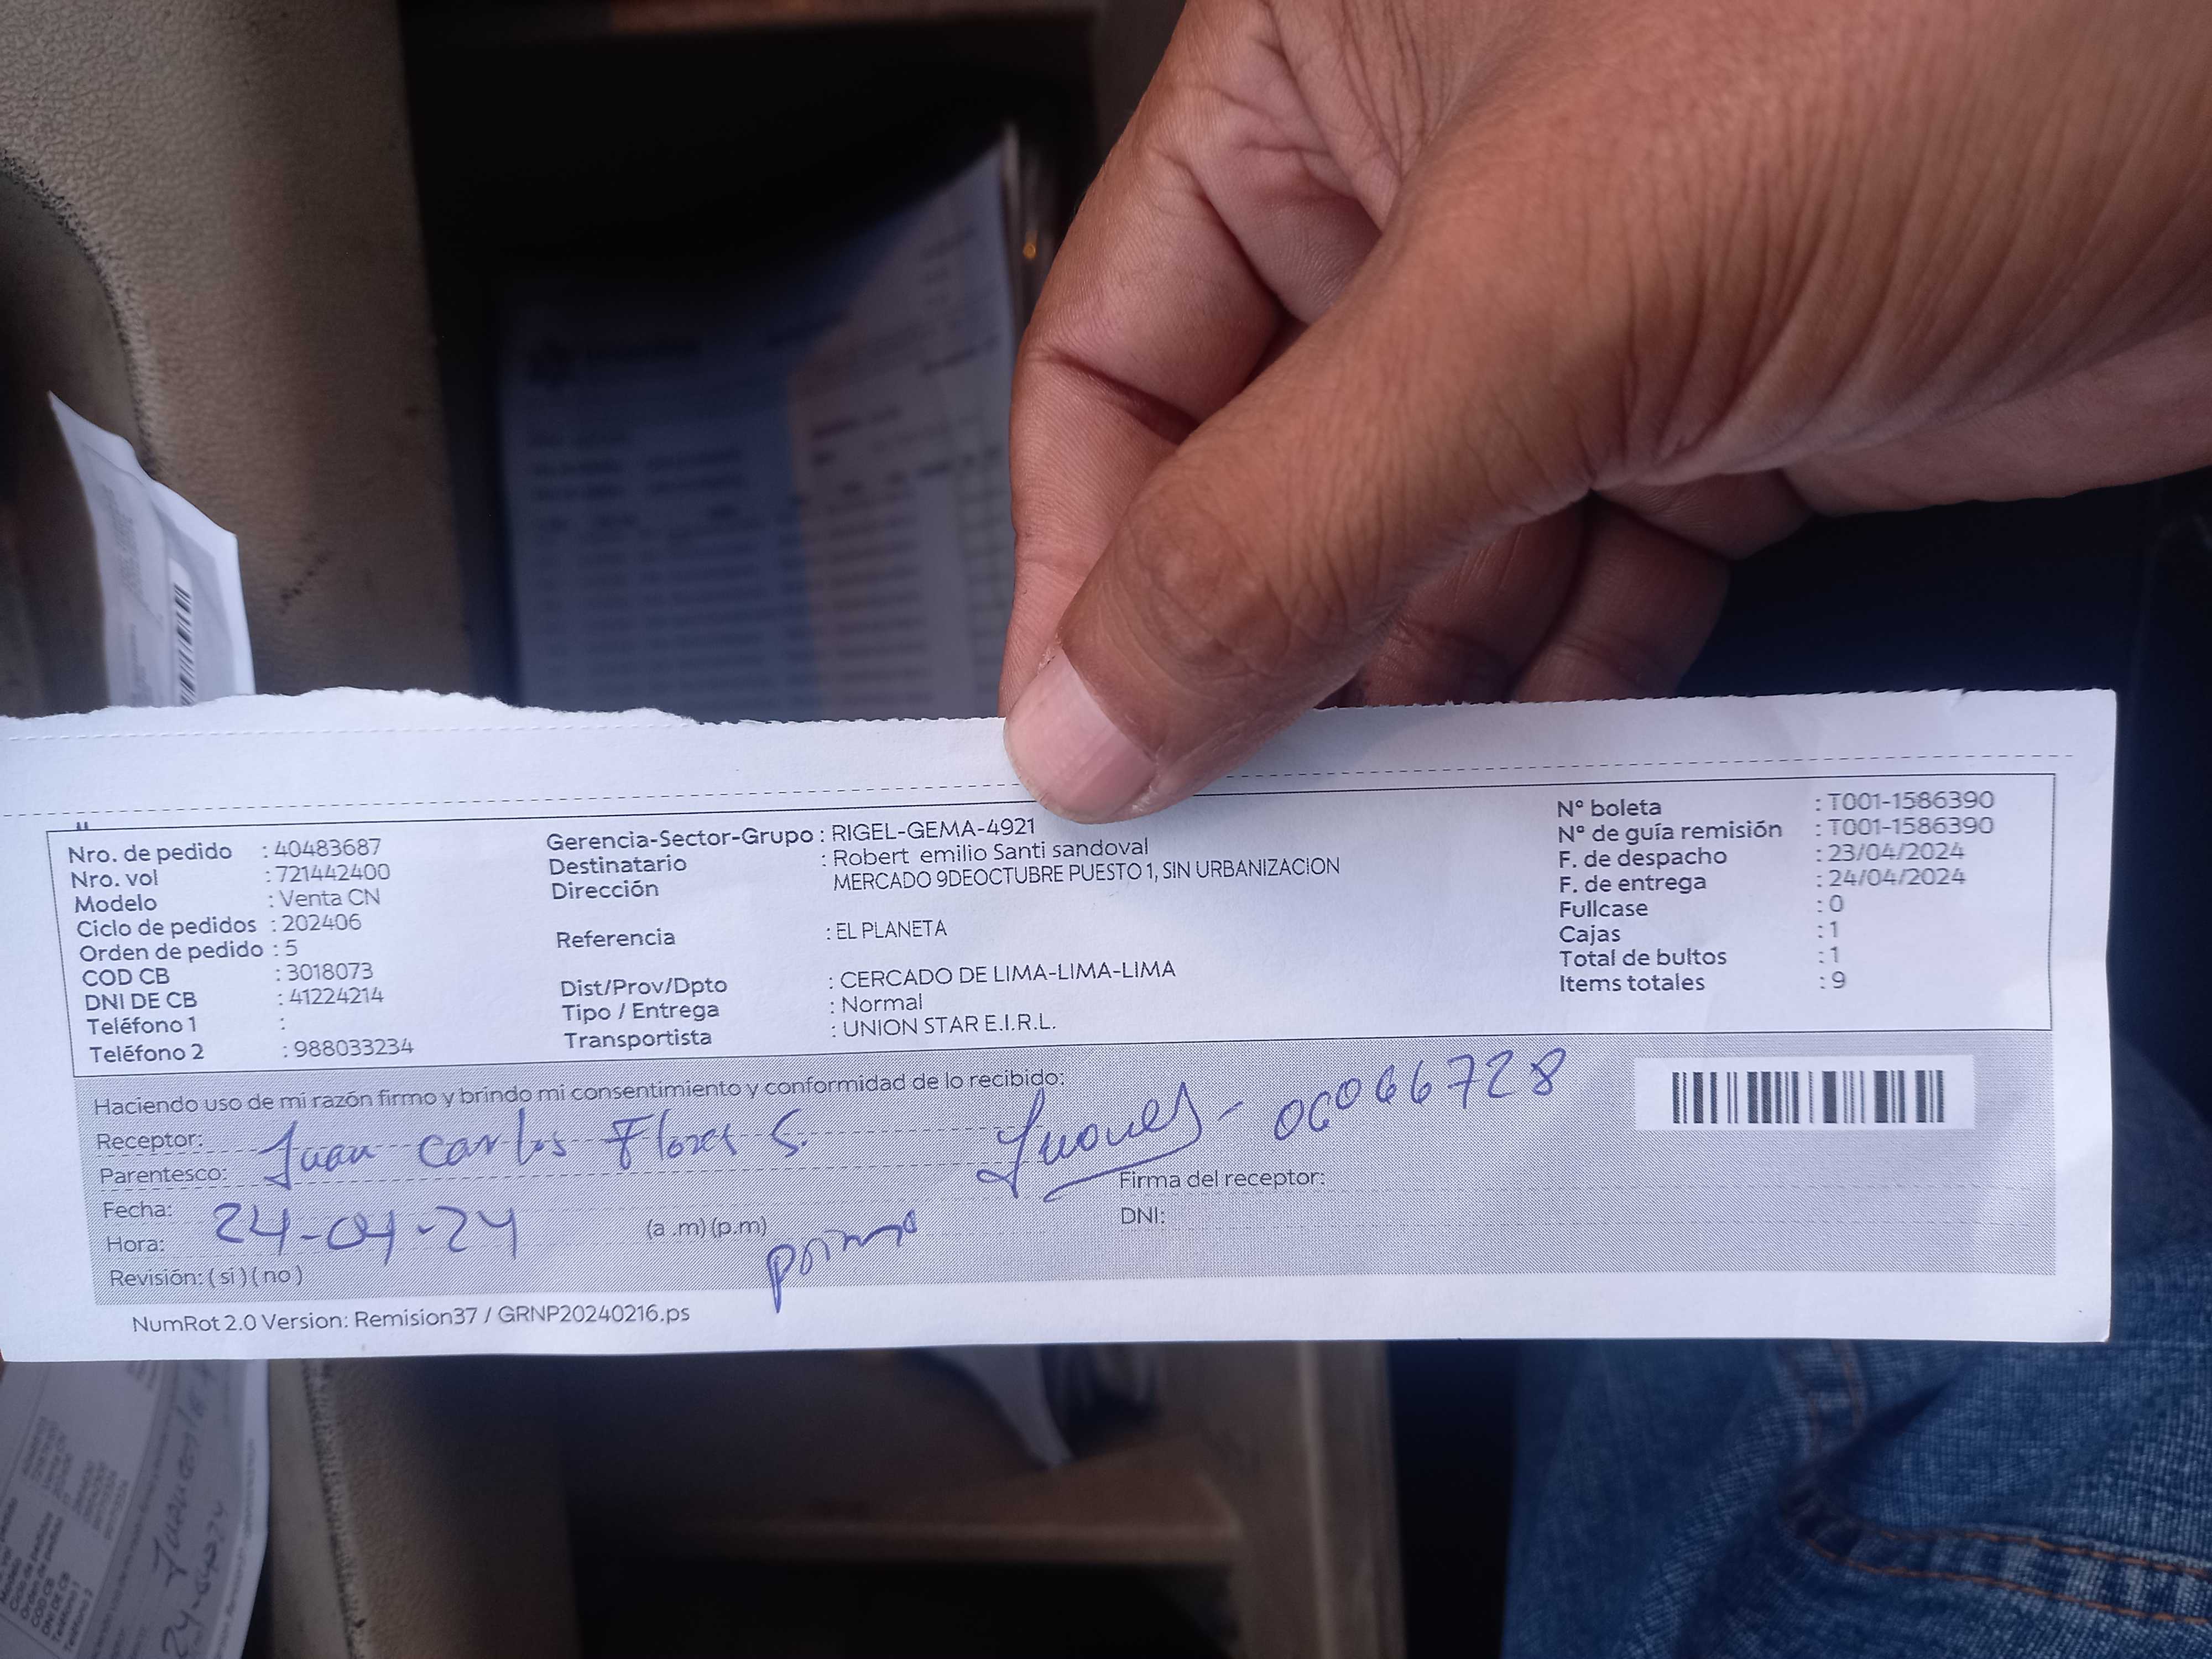 Nro. de pedido : 40483687
Nro. vol : 721442400
Modelo : Venta CN
Ciclo de pedidos : 202406
Orden de pedido : 5
COD CB : 3018073
DNI DE CB : 41224214
Teléfono 1 :
Teléfono 2 : 988033234
Gerencia-Sector-Grupo : RIGEL-GEMA-4921
Destinatario : Robert emilio Santi sandoval
Dirección MERCADO 9DEOCTUBRE PUESTO 1, SIN URBANIZACION
Referencia : EL PLANETA
Dist/Prov/Dpto : CERCADO DE LIMA-LIMA-LIMA
Tipo / Entrega : Normal
Transportista : UNION STAR E.I.R.L.
N° boleta : T001-1586390
N° de guía remisión : T001-1586390
F. de despacho : 23/04/2024
F. de entrega : 24/04/2024
Fullcase : 0
Cajas : 1
Total de bultos : 1
Items totales : 9
Haciendo uso de mi razón firmo y brindo mi consentimiento y conformidad de lo recibido:
Receptor: Juan Carlos Flores S.
Parentesco:
Fecha: 24-04-24
Hora: (a .m) (p.m)
primo
Revisión: ( si ) ( no )
Firma del receptor:
DNI:
NumRot 2.0 Version: Remision37 / GRNP20240216.ps